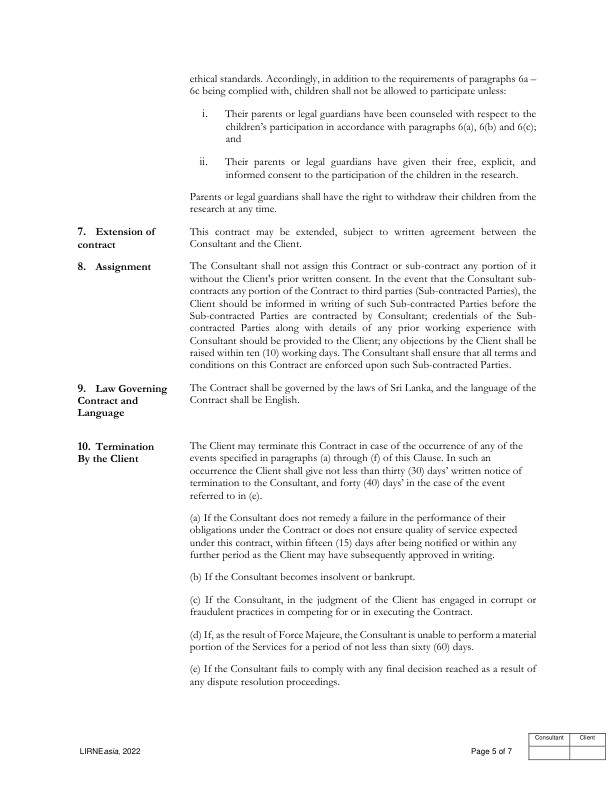 ethical standards. Accordingly, in addition to the requirements of paragraphs 6a –
6c being complied with, children shall not be allowed to participate unless:
i. Their parents or legal guardians have been counseled with respect to the
children's participation in accordance with paragraphs 6(a), 6(b) and 6(c);
and
ii. Their parents or legal guardians have given their free, explicit, and
informed consent to the participation of the children in the research.
Parents or legal guardians shall have the right to withdraw their children from the
research at any time.
7. Extension of
contract
This contract may be extended, subject to written agreement between the
Consultant and the Client.
8. Assignment
The Consultant shall not assign this Contract or sub-contract any portion of it
without the Client's prior written consent. In the event that the Consultant sub-
contracts any portion of the Contract to third parties (Sub-contracted Parties), the
Client should be informed in writing of such Sub-contracted Parties before the
Sub-contracted Parties are contracted by Consultant; credentials of the Sub-
contracted Parties along with details of any prior working experience with
Consultant should be provided to the Client; any objections by the Client shall be
raised within ten (10) working days. The Consultant shall ensure that all terms and
conditions on this Contract are enforced upon such Sub-contracted Parties.
9. Law Governing
Contract and
Language
The Contract shall be governed by the laws of Sri Lanka, and the language of the
Contract shall be English.
10. Termination
By the Client
The Client may terminate this Contract in case of the occurrence of any of the
events specified in paragraphs (a) through (f) of this Clause. In such an
occurrence the Client shall give not less than thirty (30) days' written notice of
termination to the Consultant, and forty (40) days' in the case of the event
referred to in (e).
(a) If the Consultant does not remedy a failure in the performance of their
obligations under the Contract or does not ensure quality of service expected
under this contract, within fifteen (15) days after being notified or within any
further period as the Client may have subsequently approved in writing.
(b) If the Consultant becomes insolvent or bankrupt.
(c) If the Consultant, in the judgment of the Client has engaged in corrupt or
fraudulent practices in competing for or in executing the Contract.
(d) If, as the result of Force Majeure, the Consultant is unable to perform a material
portion of the Services for a period of not less than sixty (60) days.
(e) If the Consultant fails to comply with any final decision reached as a result of
any dispute resolution proceedings.
LIRNEasia, 2022
Page 5 of 7
Consultant Client